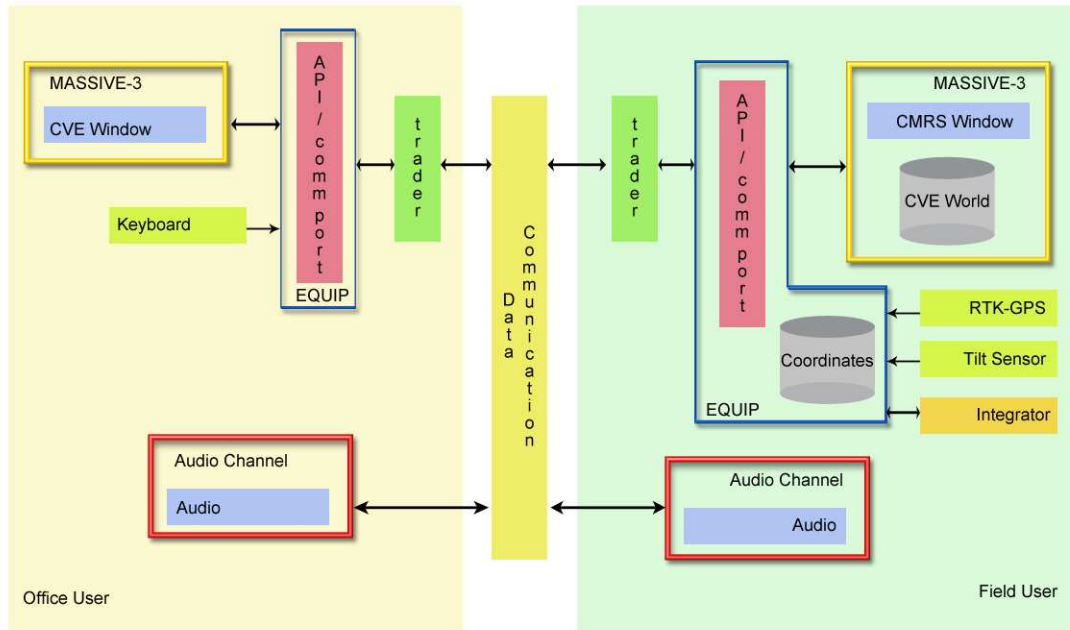 MASSIVE-3
CVE Window
Keyboard
API/comm port
EQUIP
trader
Data
Communication
trader
API/comm port
MASSIVE-3
CMRS Window
CVE World
Coordinates
EQUIP
RTK-GPS
Tilt Sensor
Integrator
Audio Channel
Audio
Audio Channel
Audio
Office User
Field User